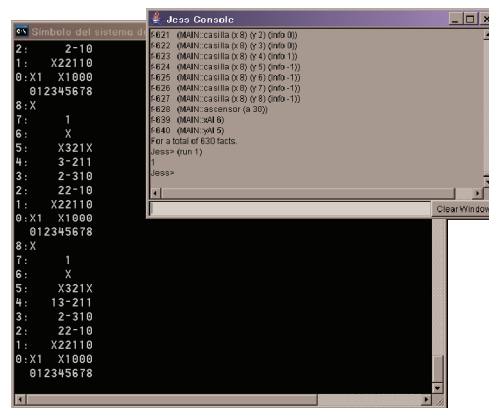 Símbolo del sistema
2:     2-10
1:   X22110
0:X1  X1000
  012345678
8:X
7:     1
6:     X
5:    X321X
4:    3-211
3:    2-310
2:    22-10
1:   X22110
0:X1  X1000
  012345678
8:X
7:     1
6:     X
5:    X321X
4:   13-211
3:    2-310
2:    22-10
1:   X22110
0:X1  X1000
  012345678
Jess Console
f-621 (MAIN::casilla (x 8) (y 2) (info 0))
f-622 (MAIN::casilla (x 8) (y 3) (info 0))
f-623 (MAIN::casilla (x 8) (y 4) (info 1))
f-624 (MAIN::casilla (x 8) (y 5) (info -1))
f-625 (MAIN::casilla (x 8) (y 6) (info -1))
f-626 (MAIN::casilla (x 8) (y 7) (info -1))
f-627 (MAIN::casilla (x 8) (y 8) (info -1))
f-628 (MAIN::ascensor (a 30))
f-639 (MAIN::xAl 6)
f-640 (MAIN::yAl 5)
For a total of 630 facts.
Jess> (run 1)
1
Jess>
Clear Window